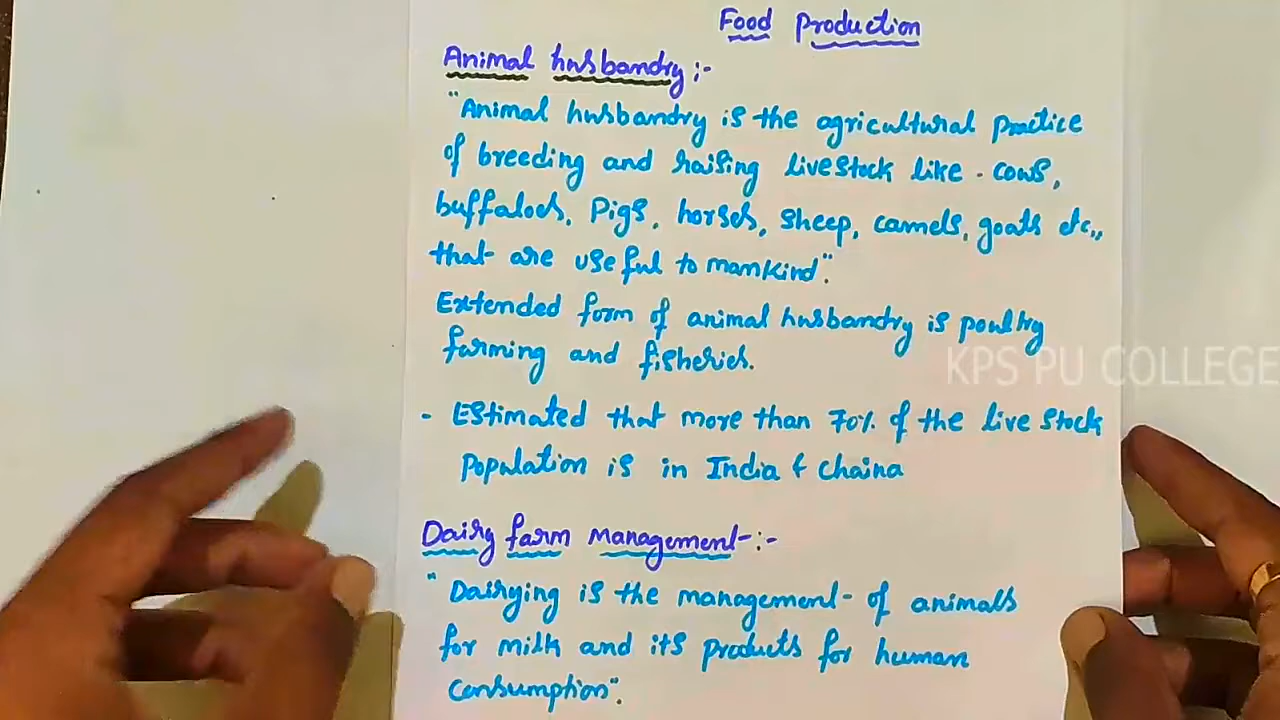 Food production
Animal husbandry :-
"Animal husbandry is the agricultural practice
of breeding and raising livestock like - cows,
buffaloes, Pigs, horses, sheep, camels, goats etc.,
that are useful to mankind".
Extended form of animal husbandry is poultry
farming and fisheries.
KPS PU COLLEGE
- Estimated that more than 70% of the live stock
population is in India & chaina
Dairy farm management :-
"Dairying is the management of animals
for milk and its products for human
consumption".